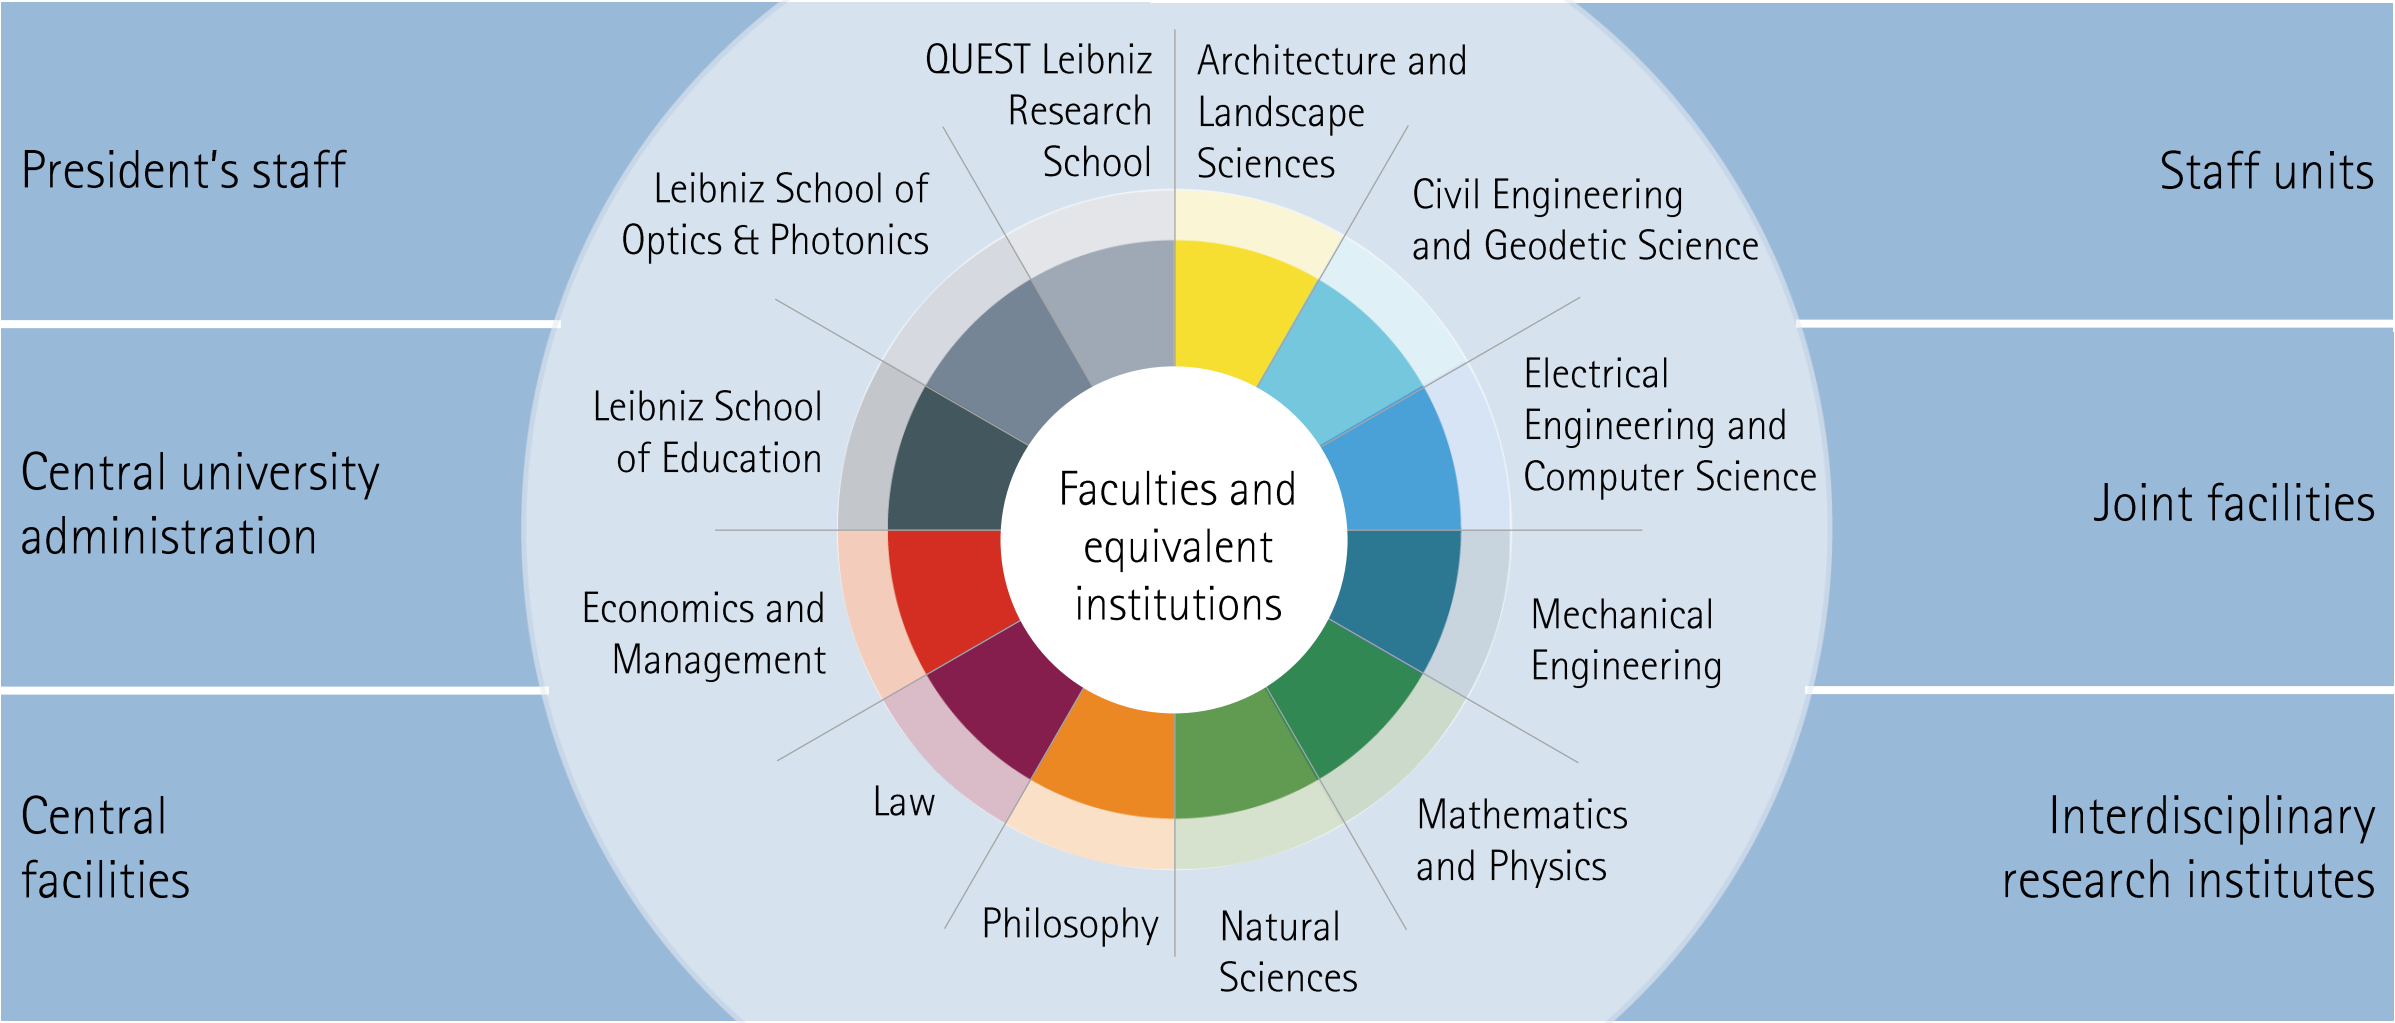 President's staff
Central university
administration
Central
facilities
QUEST Leibniz
Research
School
Architecture and
Landscape
Sciences
Civil Engineering
and Geodetic Science
Electrical
Engineering and
Computer Science
Mechanical
Engineering
Mathematics
and Physics
Natural
Sciences
Philosophy
Law
Economics and
Management
Leibniz School
of Education
Leibniz School of
Optics & Photonics
Faculties and
equivalent
institutions
Staff units
Joint facilities
Interdisciplinary
research institutes